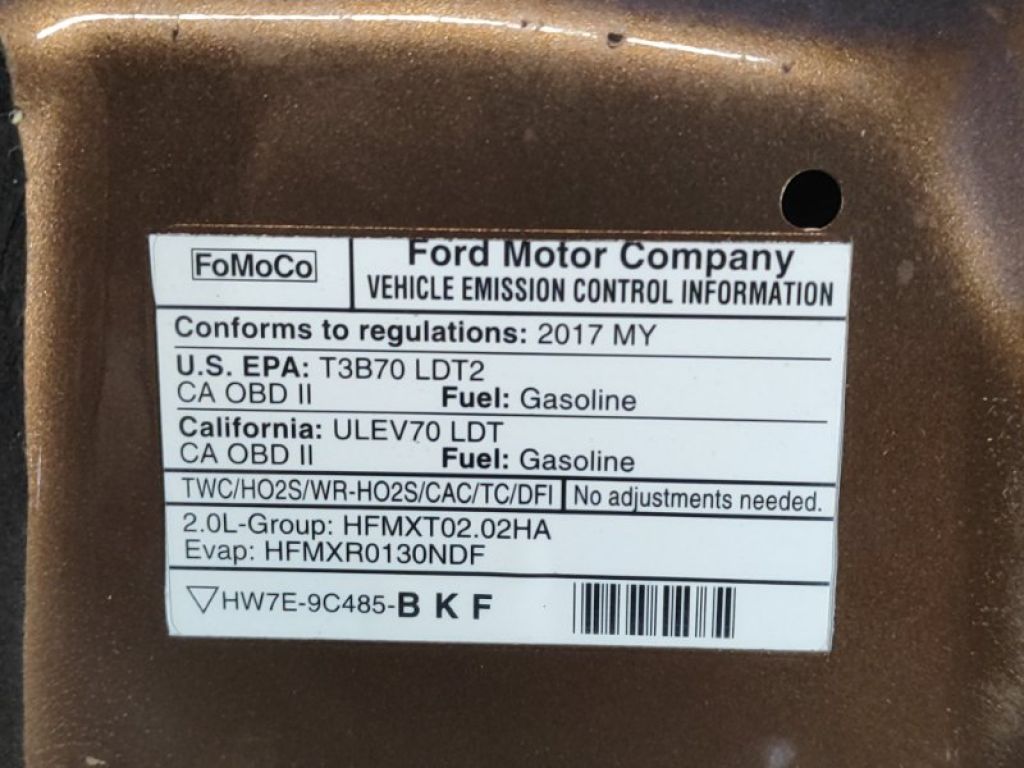 FoMoCo
Ford Motor Company
VEHICLE EMISSION CONTROL INFORMATION
Conforms to regulations: 2017 MY
U.S. EPA: T3B70 LDT2
CA OBD II Fuel: Gasoline
California: ULEV70 LDT
CA OBD II Fuel: Gasoline
TWC/HO2S/WR-HO2S/CAC/TC/DFI No adjustments needed.
2.0L-Group: HFMXT02.02HA
Evap: HFMXR0130NDF
HW7E-9C485-B K F